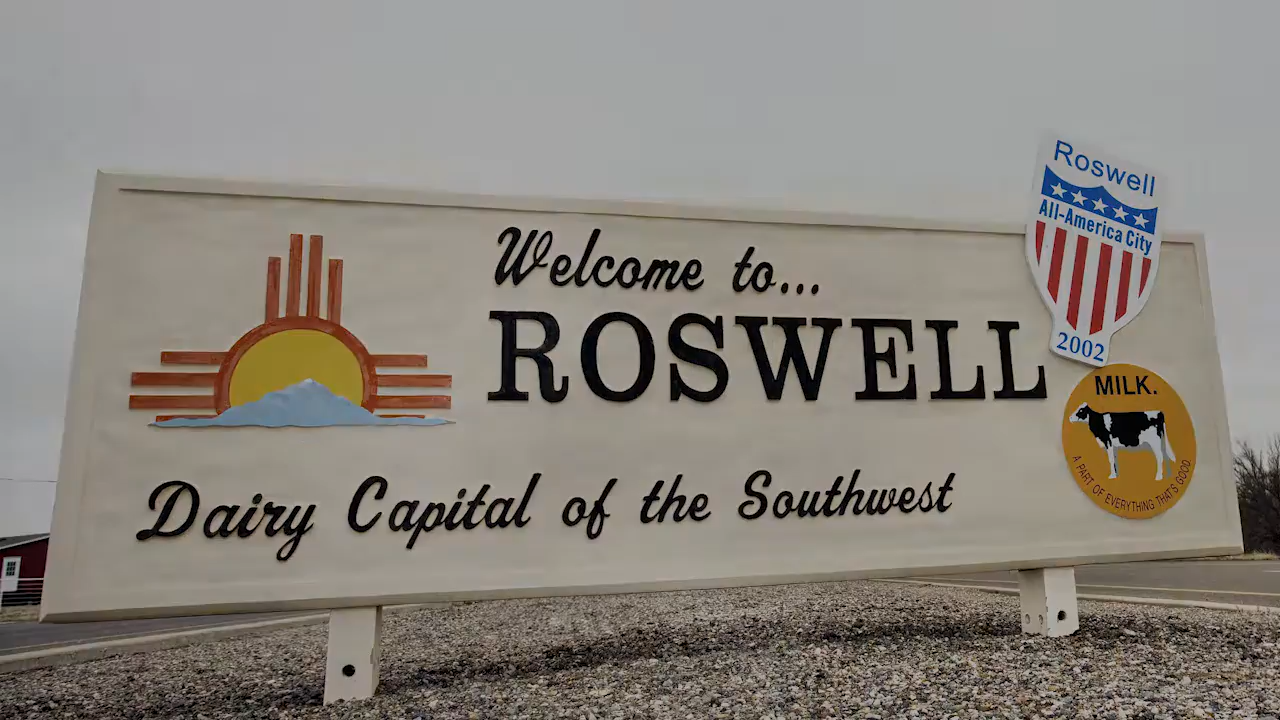 Welcome to...
ROSWELL
Dairy Capital of the Southwest
Roswell
All-America City
2002
MILK.
A PART OF EVERYTHING THAT'S GOOD